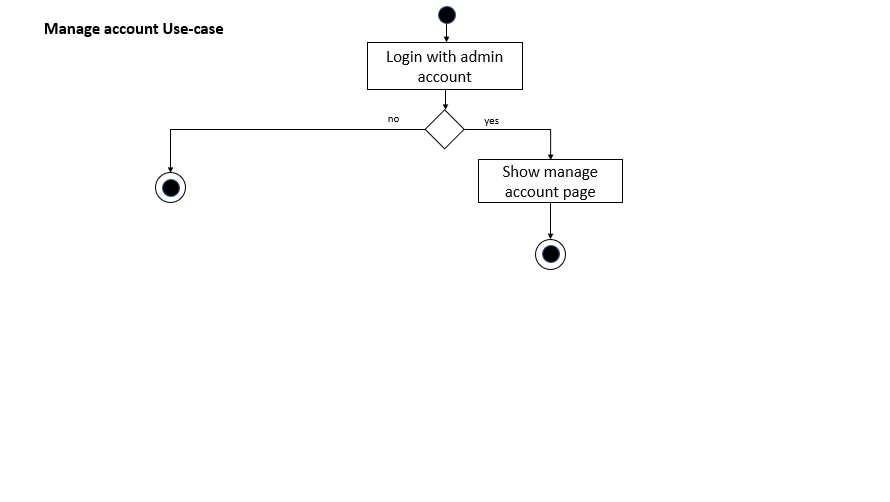 Manage account Use-case
Login with admin
account
no
yes
Show manage
account page